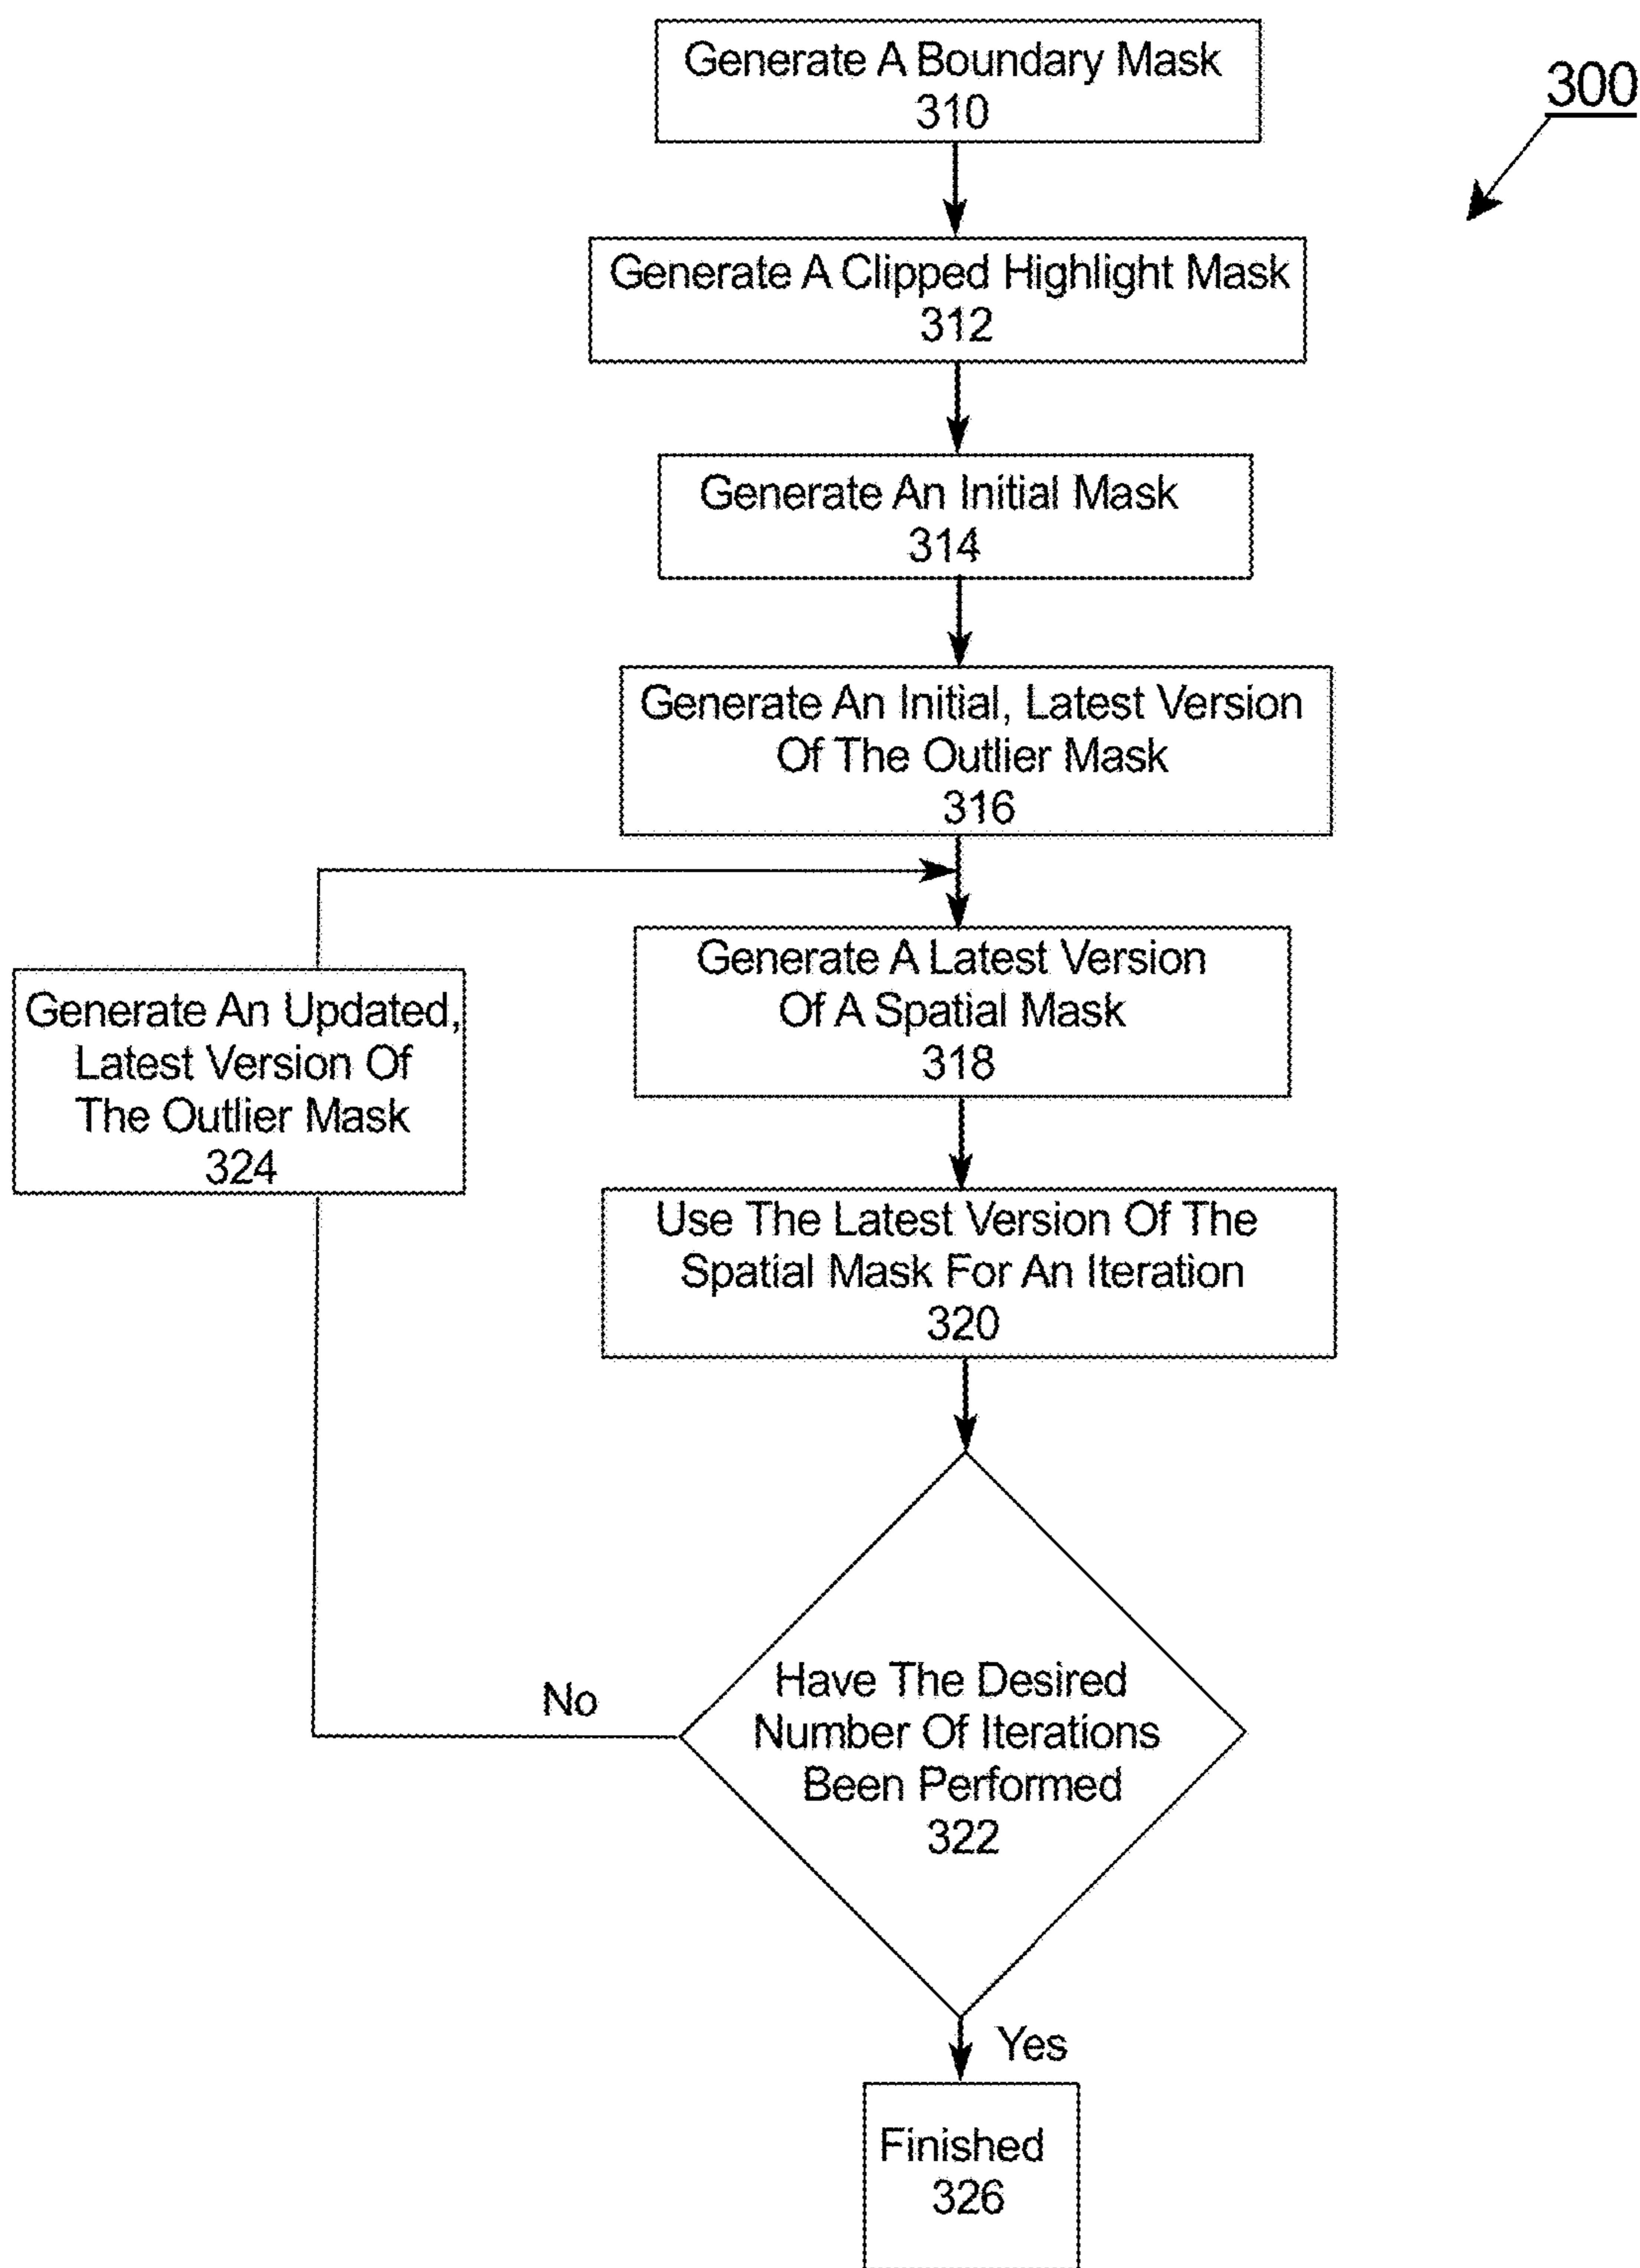 Generate A Boundary Mask
310
300
Generate A Clipped Highlight Mask
312
Generate An Initial Mask
314
Generate An Initial, Latest Version
Of The Outlier Mask
316
Generate A Latest Version
Of A Spatial Mask
318
Generate An Updated,
Latest Version Of
The Outlier Mask
324
Use The Latest Version Of The
Spatial Mask For An Iteration
320
No
Have The Desired
Number Of Iterations
Been Performed
322
Yes
Finished
326